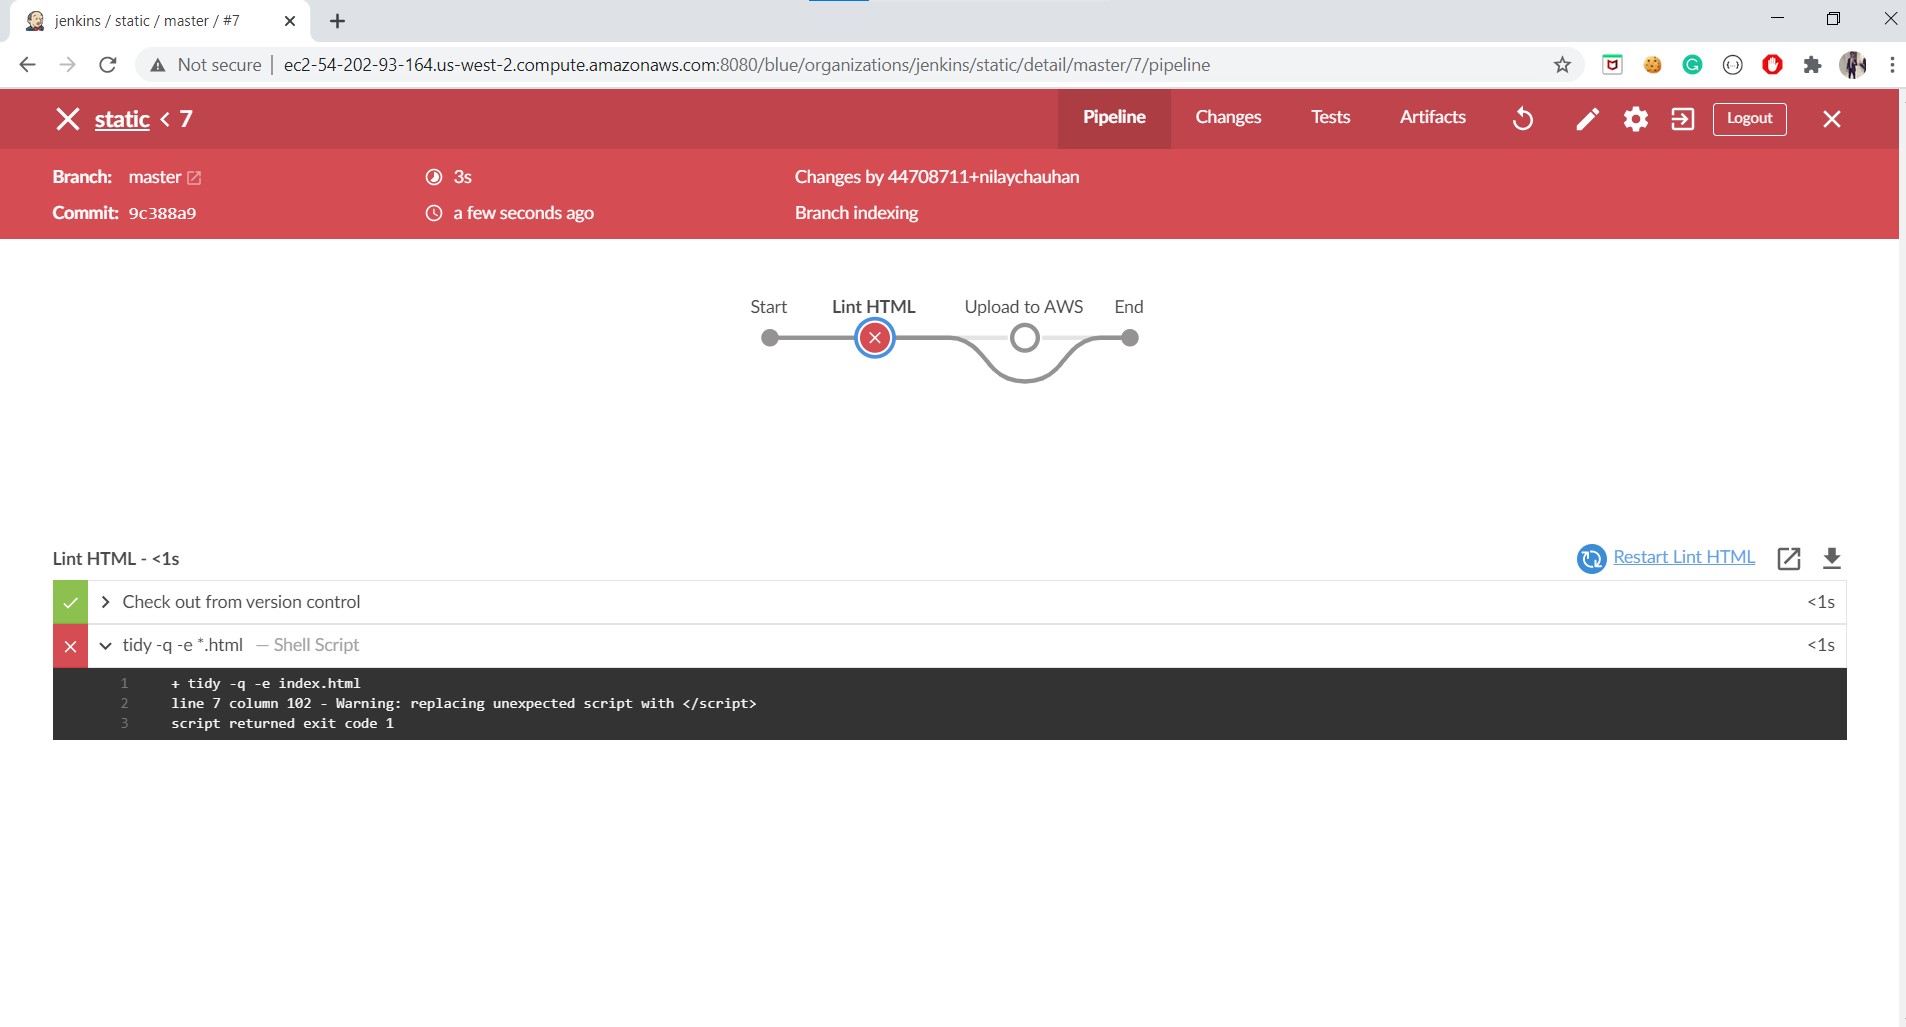 jenkins / static / master / #7
Not secure | ec2-54-202-93-164.us-west-2.compute.amazonaws.com:8080/blue/organizations/jenkins/static/detail/master/7/pipeline
static < 7 Pipeline Changes Tests Artifacts Logout
Branch: master 3s Changes by 44708711+nilaychauhan
Commit: 9c388a9 a few seconds ago Branch indexing
Start Lint HTML Upload to AWS End
Lint HTML - <1s Restart Lint HTML
Check out from version control <1s
tidy -q -e *.html — Shell Script <1s
1 + tidy -q -e index.html
2 line 7 column 102 - Warning: replacing unexpected script with </script>
3 script returned exit code 1